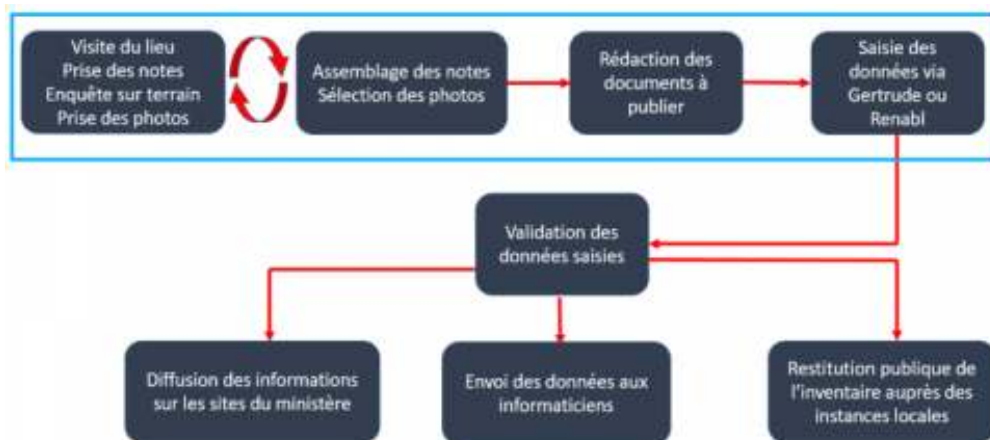 Visite du lieu
Prise des notes
Enquête sur terrain
Prise des photos
Assemblage des notes
Sélection des photos
Rédaction des
documents à
publier
Saisie des
données via
Gertrude ou
Renabl
Validation des
données saisies
Diffusion des informations
sur les sites du ministère
Envoi des données aux
informaticiens
Restitution publique de
l'inventaire auprès des
instances locales